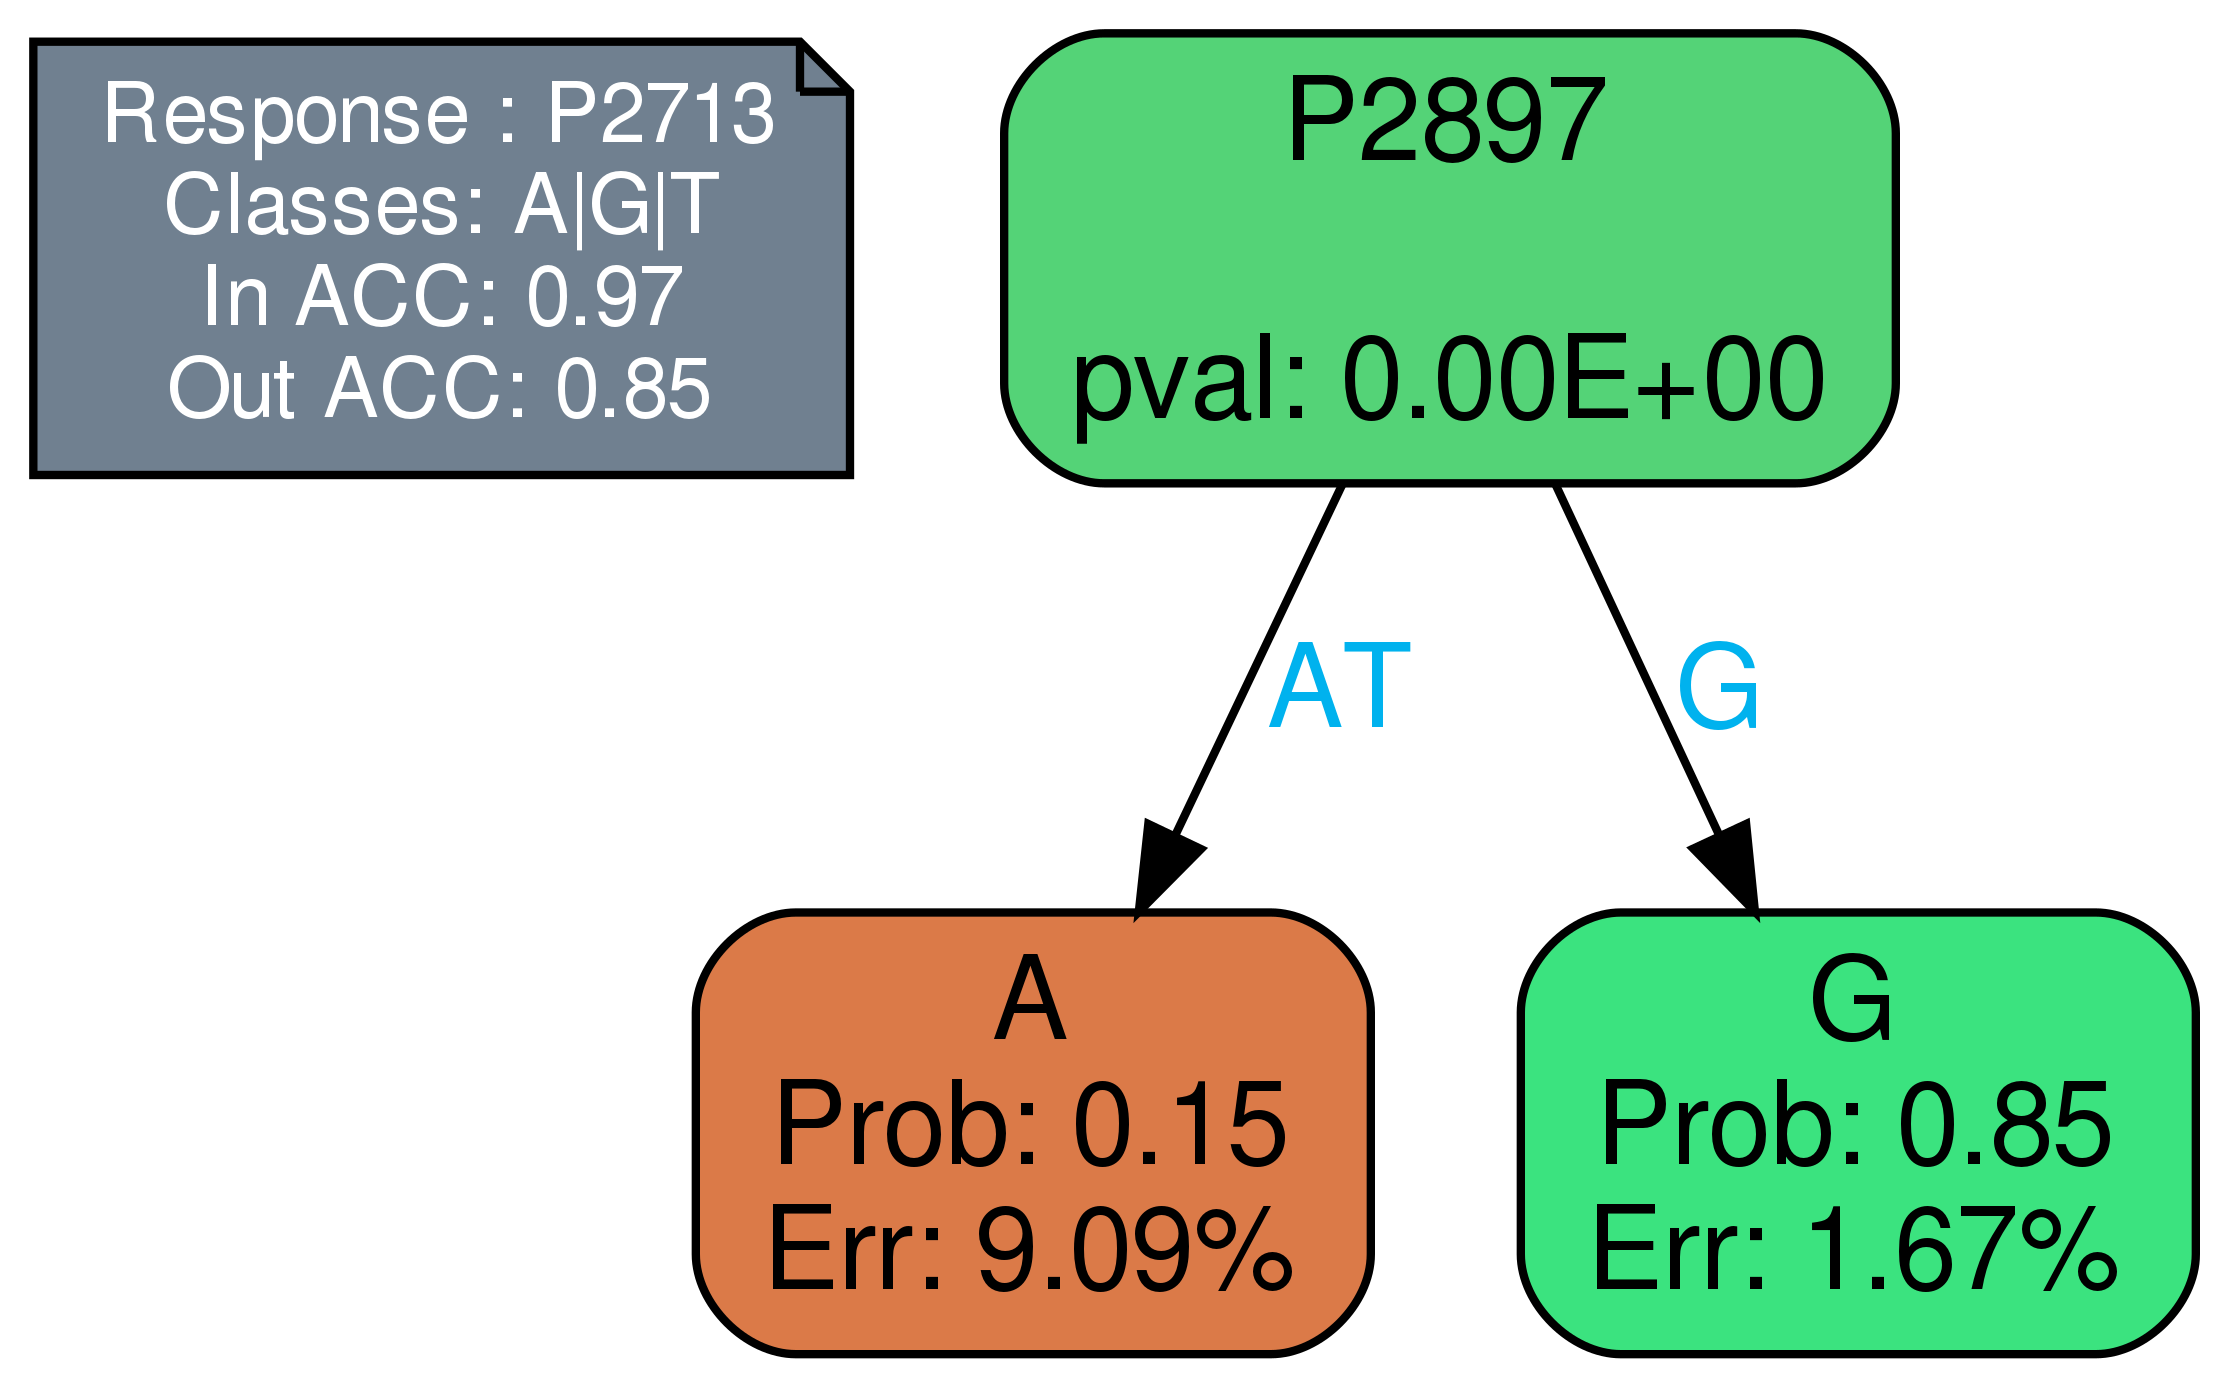 Response : P2713
Classes: A|G|T
In ACC: 0.97
Out ACC: 0.85
P2897
pval: 0.00E+00
AT
G
A
Prob: 0.15
Err: 9.09%
G
Prob: 0.85
Err: 1.67%